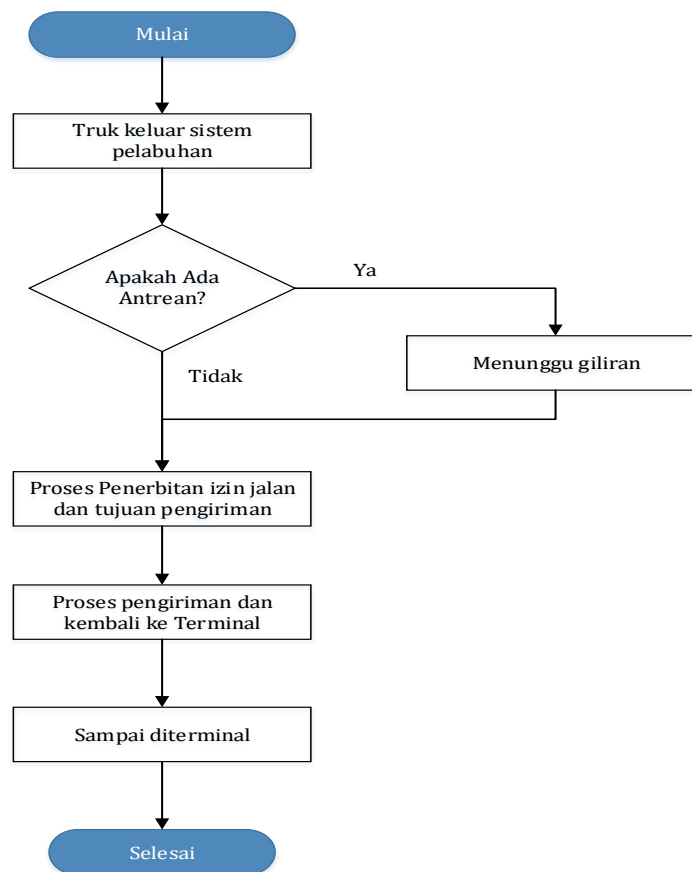 Mulai
Truk keluar sistem
pelabuhan
Apakah Ada
Antrean?
Ya
Menunggu giliran
Tidak
Proses Penerbitan izin jalan
dan tujuan pengiriman
Proses pengiriman dan
kembali ke Terminal
Sampai diterminal
Selesai